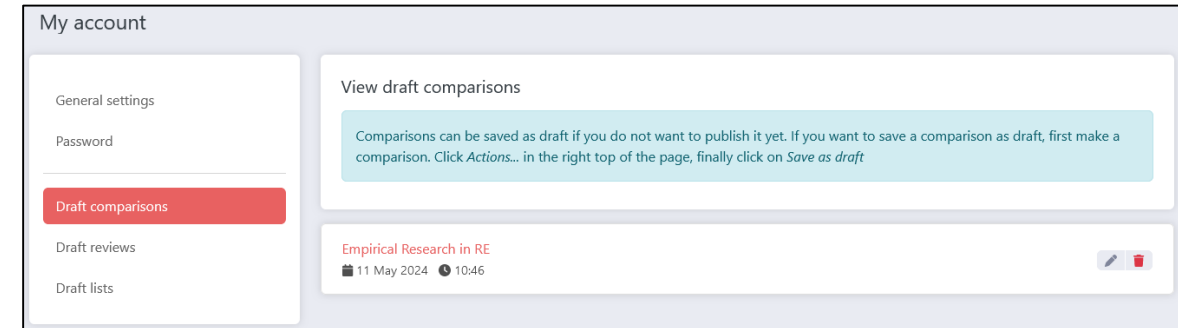 My account
General settings
Password
Draft comparisons
Draft reviews
Draft lists
View draft comparisons
Comparisons can be saved as draft if you do not want to publish it yet. If you want to save a comparison as draft, first make a
comparison. Click Actions... in the right top of the page, finally click on Save as draft
Empirical Research in RE
11 May 2024 10:46